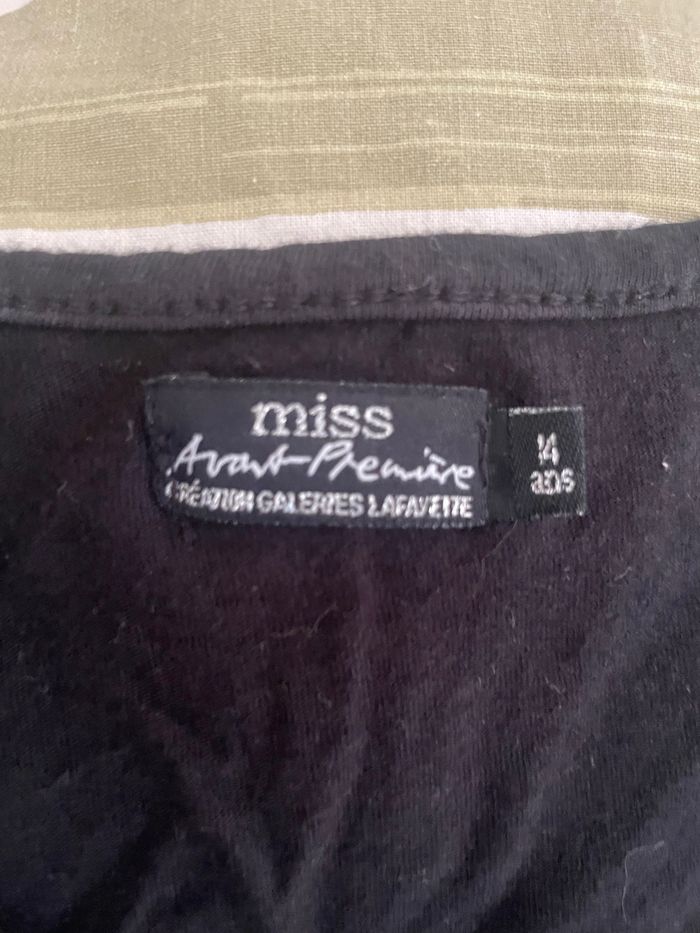 miss
Avant-Première
CRÉATION GALERIES LAFAYETTE
14
ans